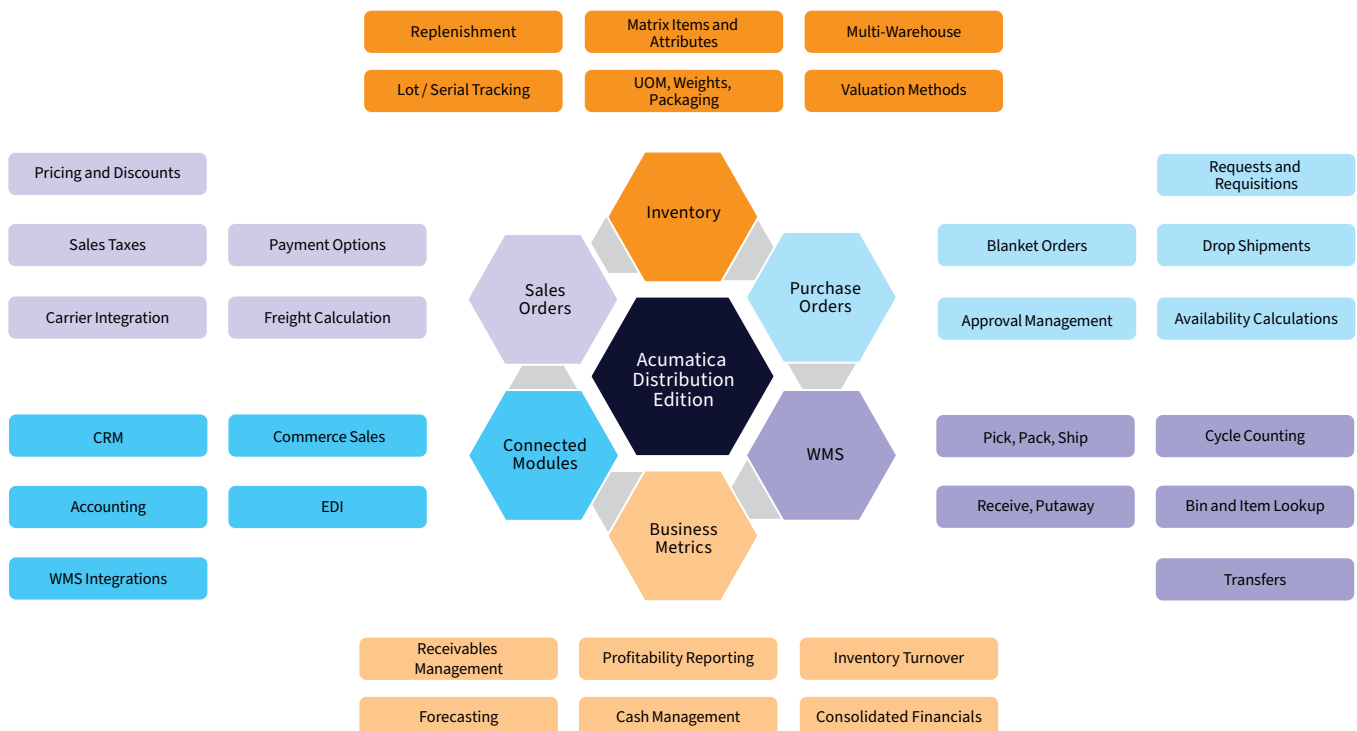 Replenishment
Matrix Items and
Attributes
Multi-Warehouse
Lot / Serial Tracking
UOM, Weights,
Packaging
Valuation Methods
Pricing and Discounts
Sales Taxes
Payment Options
Carrier Integration
Freight Calculation
Inventory
Sales
Orders
Purchase
Orders
Acumatica
Distribution
Edition
Connected
Modules
WMS
Business
Metrics
Requests and
Requisitions
Blanket Orders
Drop Shipments
Approval Management
Availability Calculations
CRM
Commerce Sales
Accounting
EDI
WMS Integrations
Pick, Pack, Ship
Cycle Counting
Receive, Putaway
Bin and Item Lookup
Transfers
Receivables
Management
Profitability Reporting
Inventory Turnover
Forecasting
Cash Management
Consolidated Financials